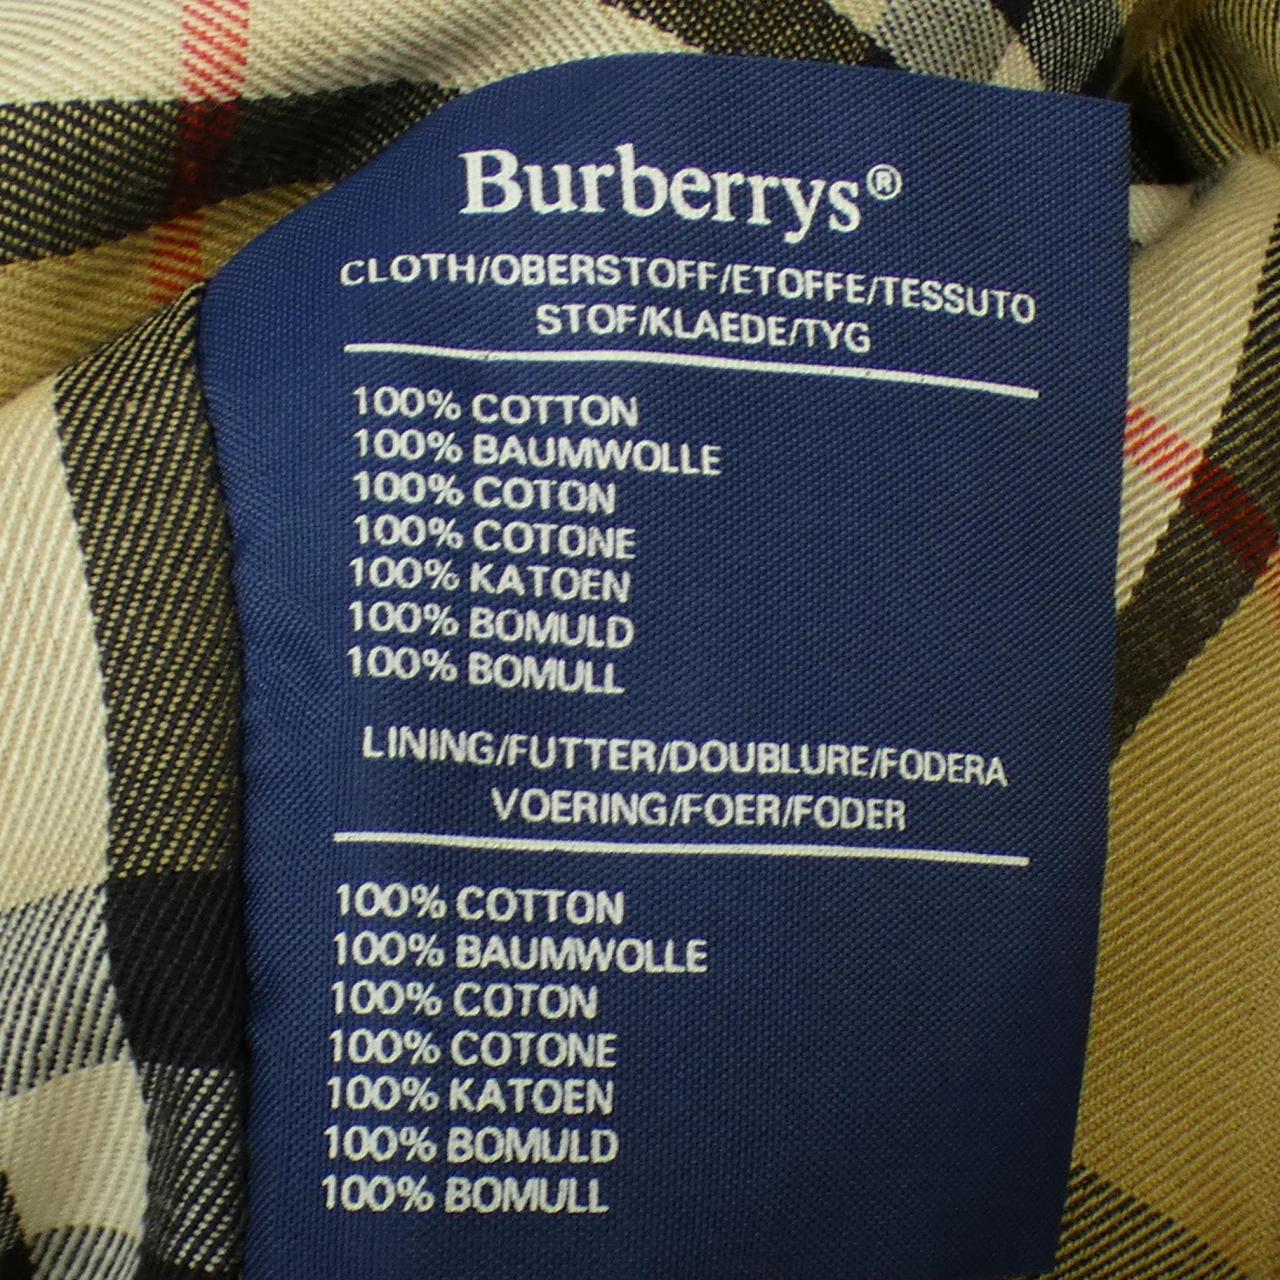 Burberrys®
CLOTH/OBERSTOFF/ETOFFE/TESSUTO
STOF/KLAEDE/TYG
100% COTTON
100% BAUMWOLLE
100% COTON
100% COTONE
100% KATOEN
100% BOMULD
100% BOMULL
LINING/FUTTER/DOUBLURE/FODERA
VOERING/FOER/FODER
100% COTTON
100% BAUMWOLLE
100% COTON
100% COTONE
100% KATOEN
100% BOMULD
100% BOMULL